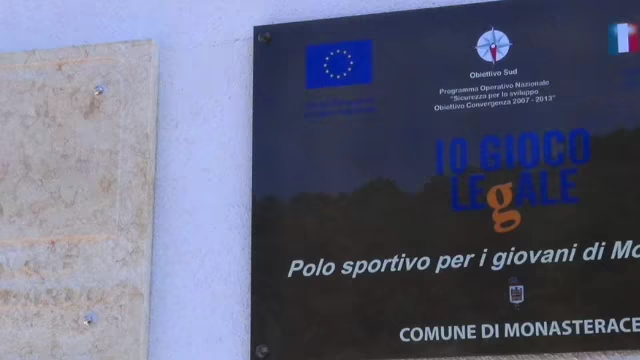 Obiettivo Sud
Programma Operativo Nazionale
"Sicurezza per lo sviluppo
Obiettivo Convergenza 2007 - 2013"
IO GIOCO
LEgALE
Polo sportivo per i giovani di Mo
COMUNE DI MONASTERACE